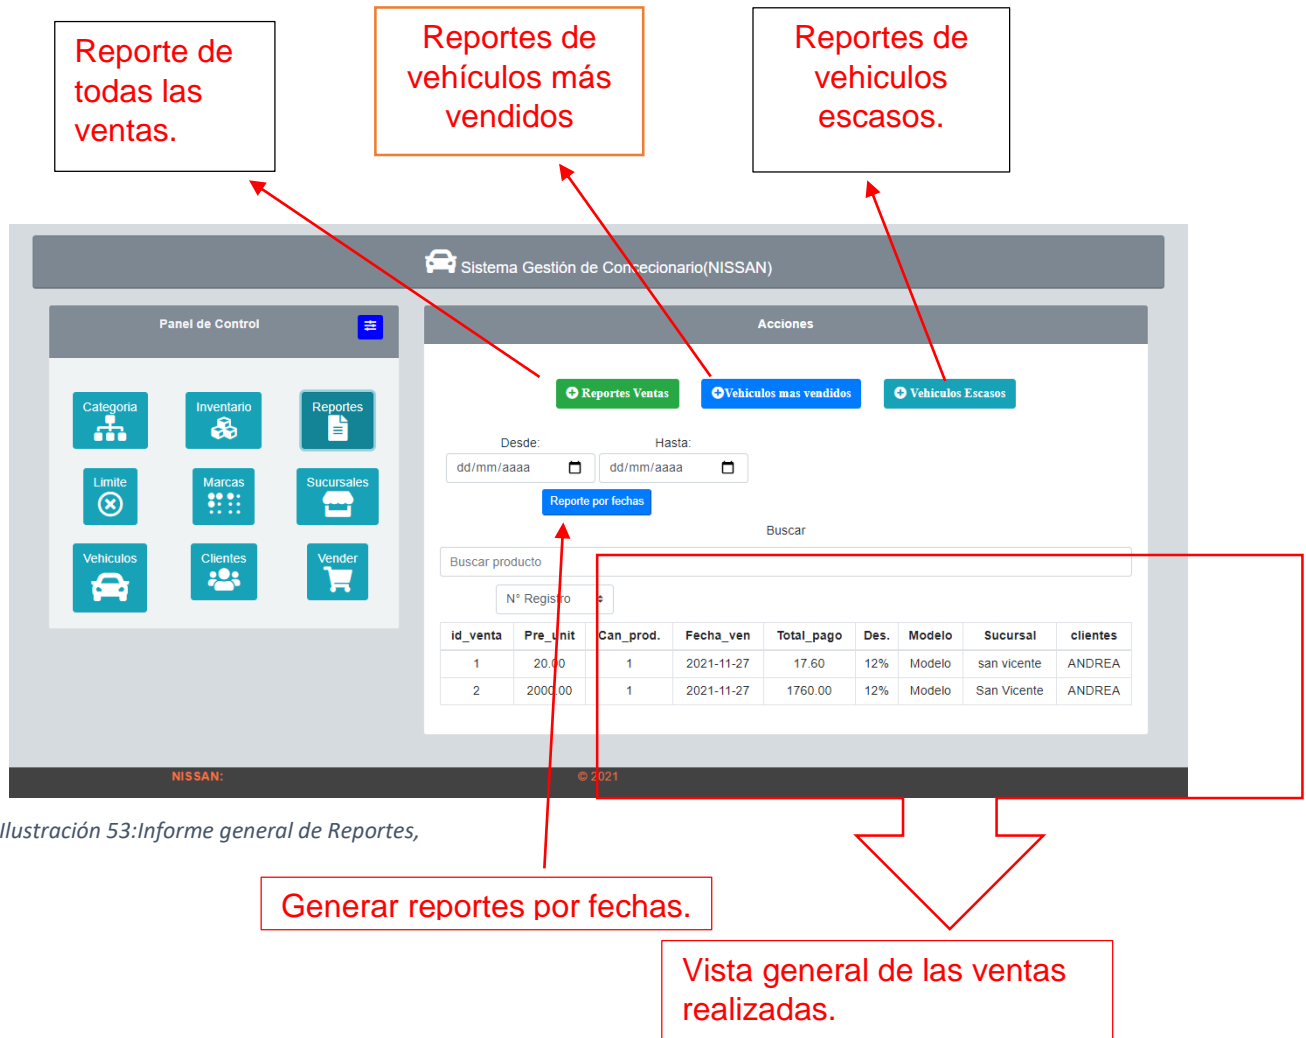 Reporte de
todas las
ventas.
Reportes de
vehículos más
vendidos
Reportes de
vehiculos
escasos.
Sistema Gestión de Concecionario(NISSAN)
Panel de Control
Acciones
Categoria
Inventario
Reportes
Limite
Marcas
Sucursales
Vehiculos
Clientes
Vender
Reportes Ventas
Vehiculos mas vendidos
Vehiculos Escasos
Desde:
Hasta:
dd/mm/aaaa
dd/mm/aaaa
Reporte por fechas
Buscar
Buscar producto
N° Registro
id_venta Pre_unit Can_prod. Fecha_ven Total_pago Des. Modelo Sucursal clientes
1 20.00 1 2021-11-27 17.60 12% Modelo san vicente ANDREA
2 2000.00 1 2021-11-27 1760.00 12% Modelo San Vicente ANDREA
NISSAN:
© 2021
Ilustración 53:Informe general de Reportes,
Generar reportes por fechas.
Vista general de las ventas
realizadas.